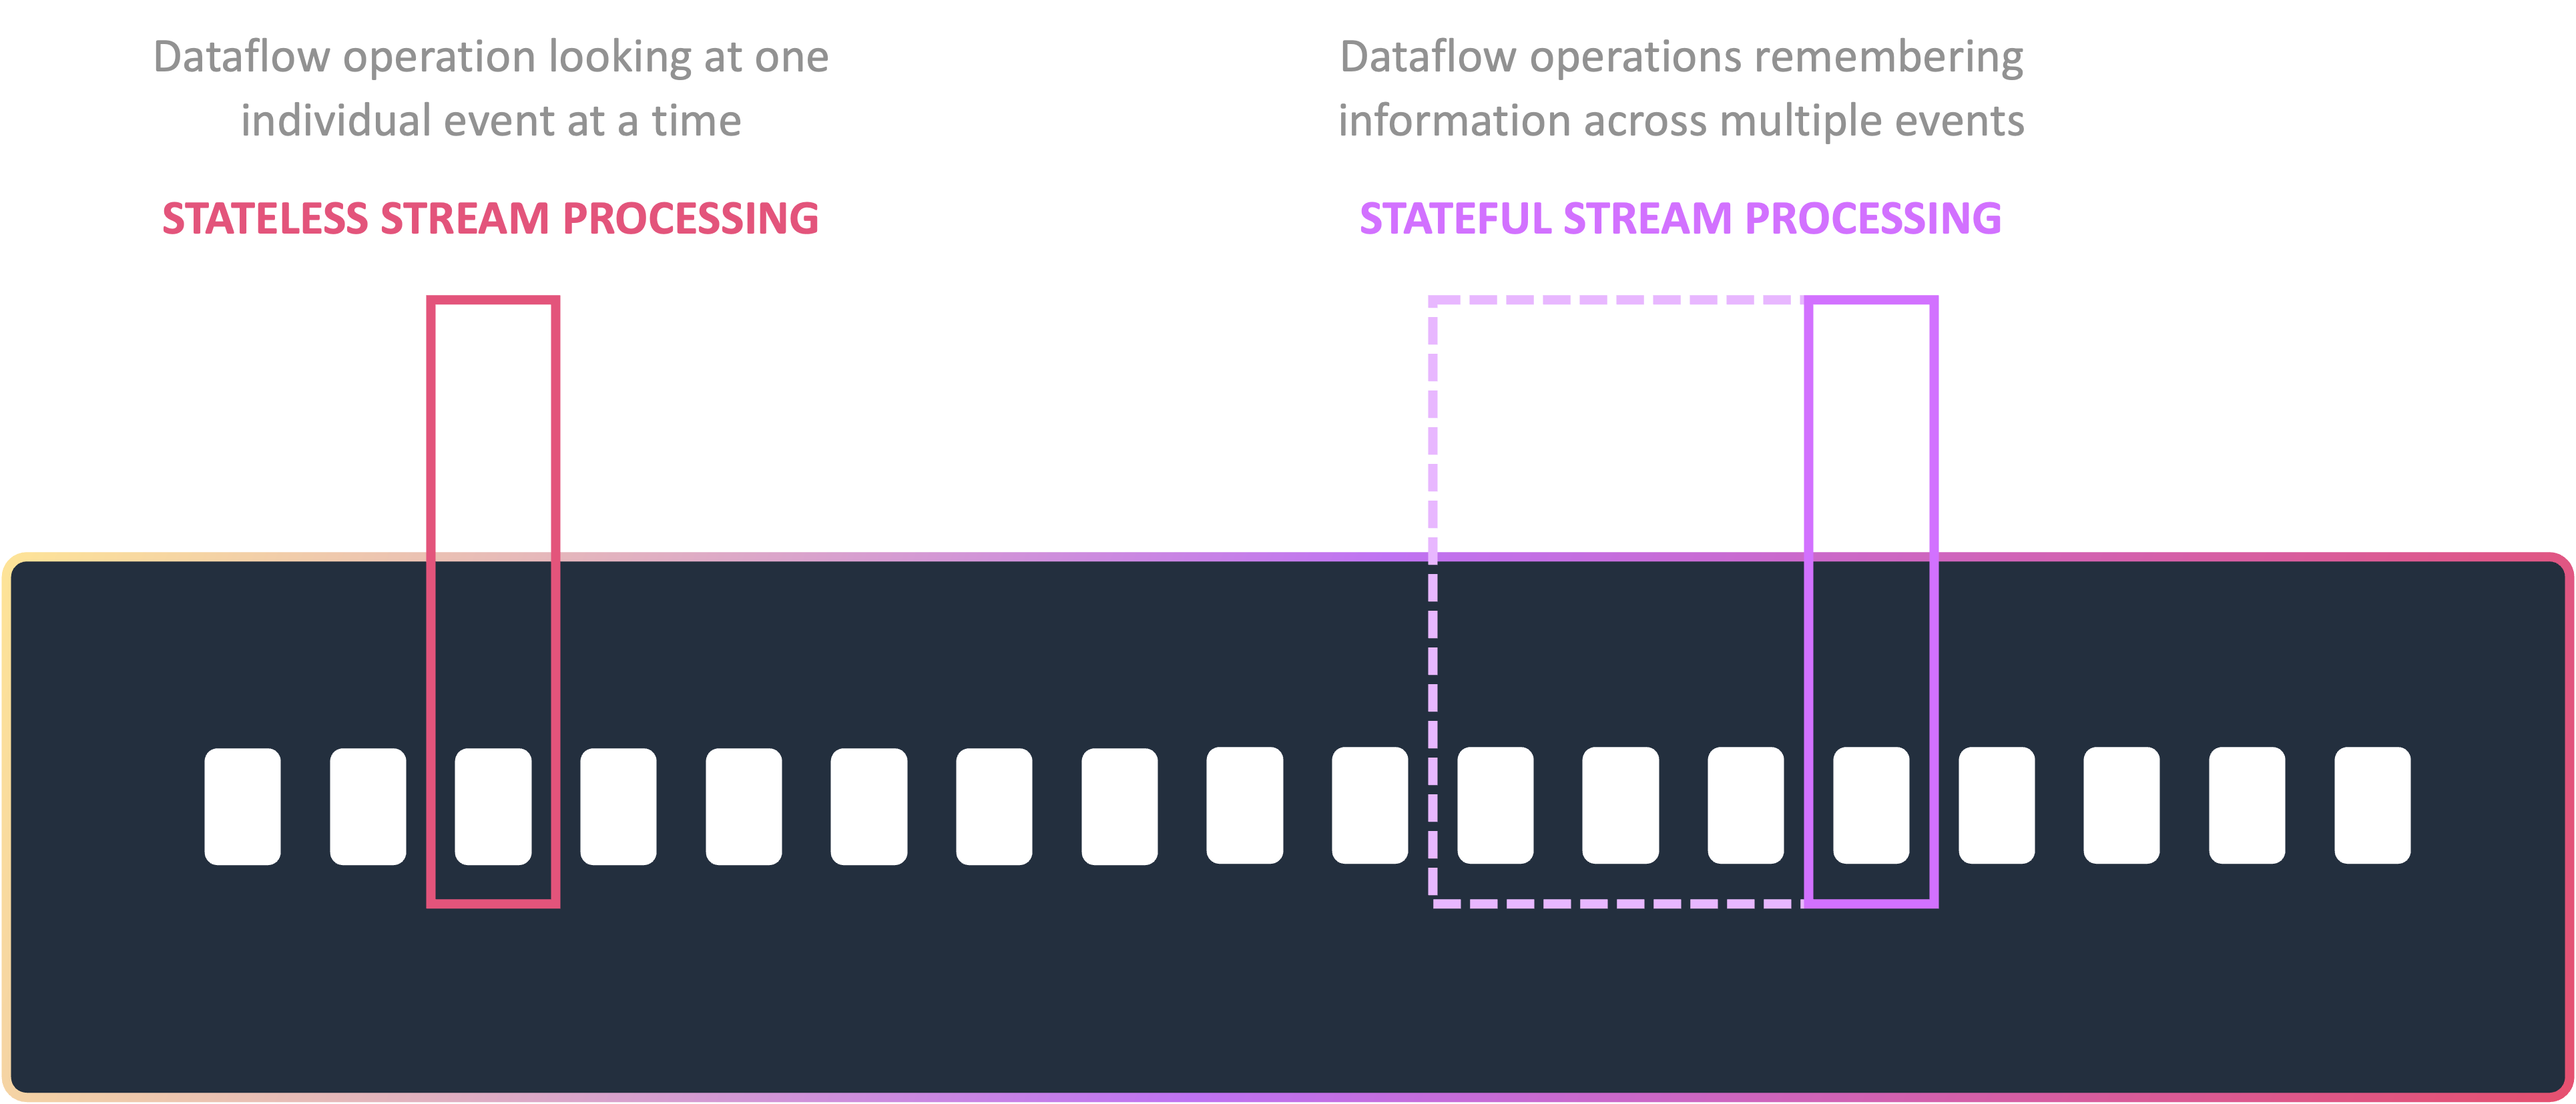 Dataflow operation looking at one
individual event at a time
STATELESS STREAM PROCESSING
Dataflow operations remembering
information across multiple events
STATEFUL STREAM PROCESSING